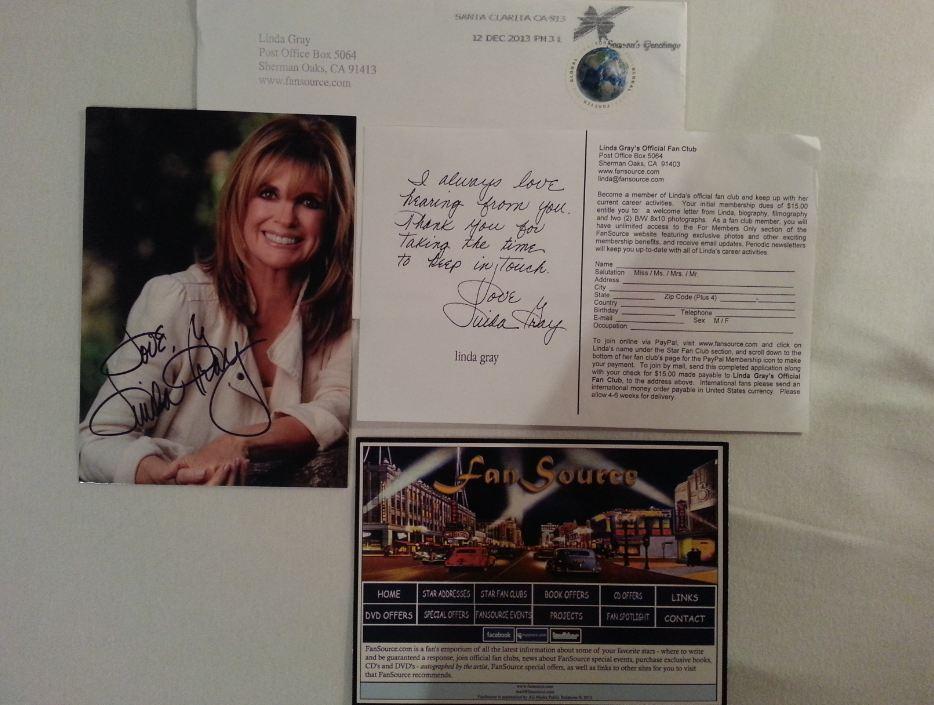 SANTA CLARITA CA 913
12 DEC 2013 PM 3 L
Season's Greetings
Linda Gray
Post Office Box 5064
Sherman Oaks, CA 91413
www.fansource.com
GLOBAL
FOREVER
GLOBAL
Love,
Linda Gray
I always love
hearing from you.
Thank you for
taking the time
to keep in touch.
Love
Linda Gray
linda gray
Linda Gray's Official Fan Club
Post Office Box 5064
Sherman Oaks, CA 91403
www.fansource.com
linda@fansource.com
Become a member of Linda's official fan club and keep up with her
current career activities. Your initial membership dues of $15.00
entitle you to: a welcome letter from Linda, biography, filmography
and two (2) B/W 8x10 photographs. As a fan club member, you will
have unlimited access to the For Members Only section of the
FanSource website featuring exclusive photos and other exciting
membership benefits, and receive email updates. Periodic newsletters
will keep you up-to-date with all of Linda's career activities.
Name
Salutation Miss / Ms. / Mrs. / Mr.
Address
City
State Zip Code (Plus 4) -
Country
Birthday Telephone
E-mail Sex M / F
Occupation
To join online via PayPal, visit www.fansource.com and click on
Linda's name under the Star Fan Club section, and scroll down to the
bottom of her fan club's page for the PayPal Membership icon to make
your payment. To join by mail, send this completed application along
with your check for $15.00 made payable to Linda Gray's Official
Fan Club, to the address above. International fans please send an
international money order payable in United States currency. Please
allow 4-6 weeks for delivery.
FanSource
HOME STAR ADDRESSES STAR FAN CLUBS BOOK OFFERS CD OFFERS LINKS
DVD OFFERS SPECIAL OFFERS FANSOURCE EVENTS PROJECTS FAN SPOTLIGHT CONTACT
facebook myspace.com twitter
FanSource.com is a fan's emporium of all the latest information about some of your favorite stars - where to write
and be guaranteed a response, join official fan clubs, news about FanSource special events, purchase exclusive books,
CD's and DVD's - autographed by the artist, FanSource special offers, as well as links to other sites for you to visit
that FanSource recommends.
www.fansource.com